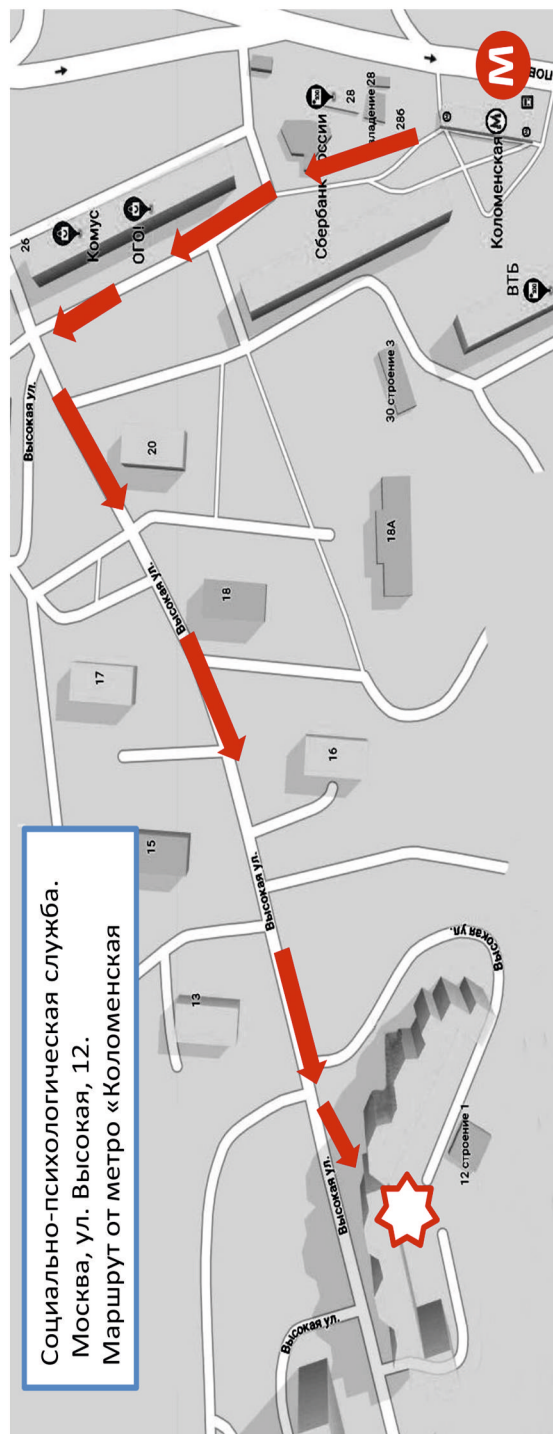 Социально-психологическая служба.
Москва, ул. Высокая, 12.
Маршрут от метро «Коломенская
26
Комус
ОГО!
Сбербанк
России
28
владение 28
28б
Коломенская
М
ВТБ
Высокая ул.
20
30 строение 3
18А
Высокая ул.
18
17
16
15
Высокая ул.
13
Высокая ул.
12 строение 1
Высокая ул.
Высокая ул.